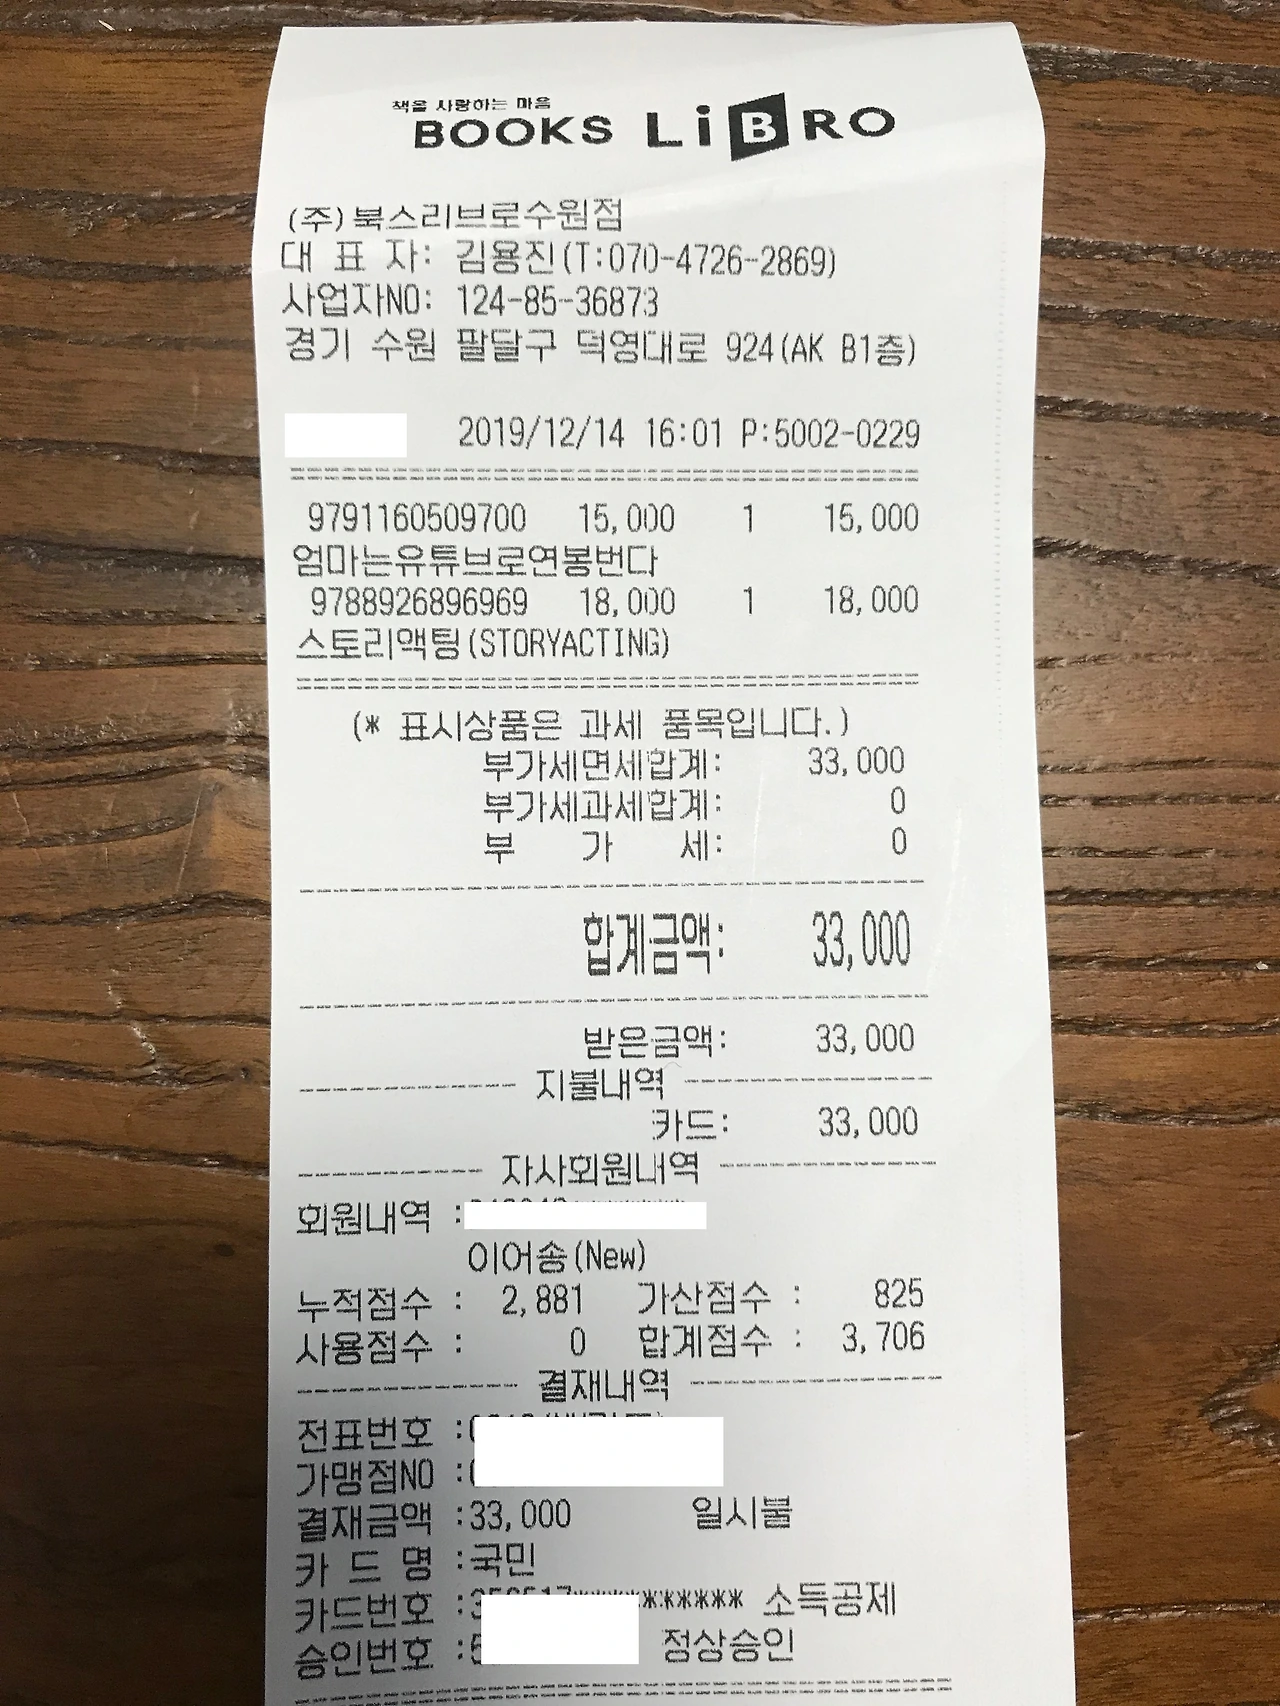 책을 사랑하는 마음
BOOKS LiBRO
(주)북스리브로수원점
대 표 자: 김용진(T:070-4726-2869)
사업자NO: 124-85-36873
경기 수원 팔달구 덕영대로 924(AK B1층)
2019/12/14 16:01 P:5002-0229
9791160509700 15,000 1 15,000
엄마는유튜브로연봉번다
9788926896969 18,000 1 18,000
스토리액팅(STORYACTING)
(* 표시상품은 과세 품목입니다.)
부가세면세합계: 33,000
부가세과세합계: 0
부 가 세: 0
합계금액: 33,000
받은금액: 33,000
지불내역
카드: 33,000
자사회원내역
회원내역 :
이어송(New)
누적점수 : 2,881 가산점수 : 825
사용점수 : 0 합계점수 : 3,706
결재내역
전표번호 :
가맹점NO :
결재금액 :33,000 일시불
카 드 명 :국민
카드번호 : ******* 소득공제
승인번호 : 정상승인